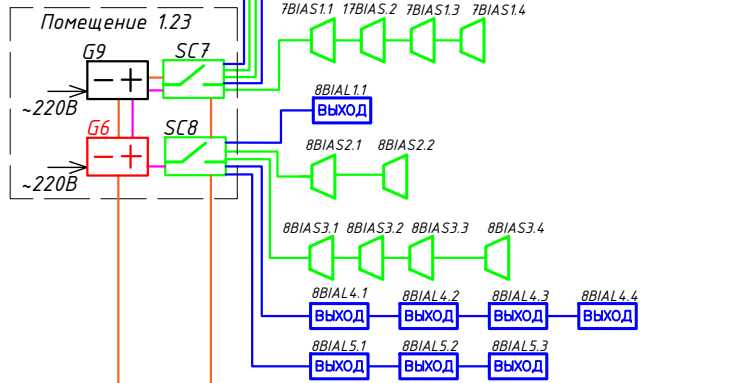 7BIAS1.1 17BIAS.2 7BIAS1.3 7BIAS1.4
Помещение 1.23
G9 SC7
− +
~220В
8BIAL1.1
ВЫХОД
G6 SC8
− +
~220В
8BIAS2.1 8BIAS2.2
8BIAS3.1 8BIAS3.2 8BIAS3.3 8BIAS3.4
8BIAL4.1 8BIAL4.2 8BIAL4.3 8BIAL4.4
ВЫХОД ВЫХОД ВЫХОД ВЫХОД
8BIAL5.1 8BIAL5.2 8BIAL5.3
ВЫХОД ВЫХОД ВЫХОД